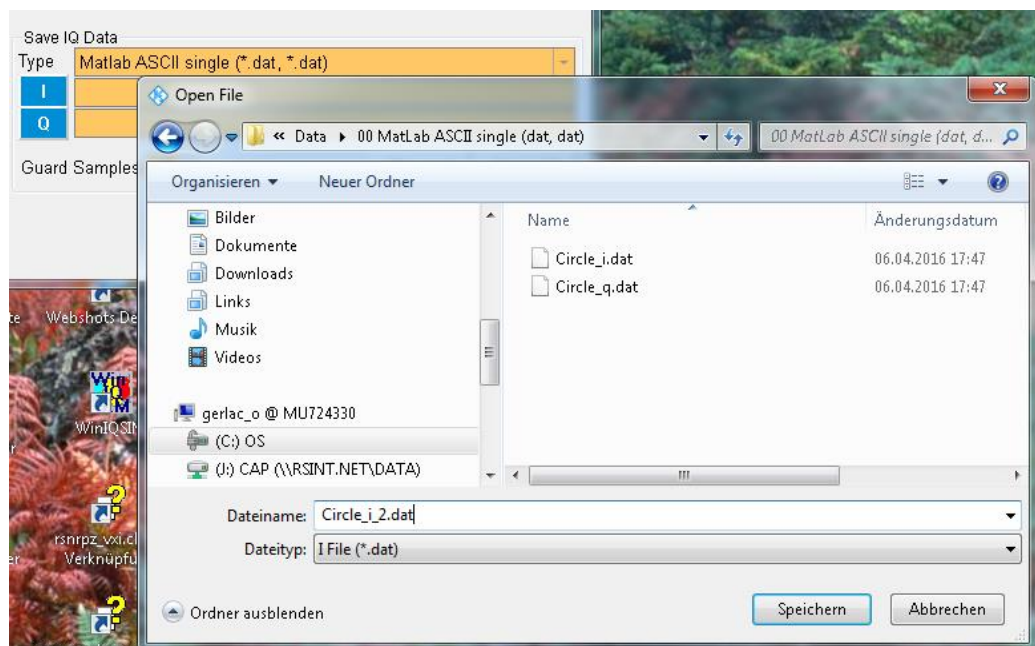 Save IQ Data
Type Matlab ASCII single (*.dat, *.dat)
I
Q
Guard Samples
Open File
« Data 00 MatLab ASCII single (dat, dat)
00 MatLab ASCII single (dat, d...
Organisieren Neuer Ordner
Bilder
Dokumente
Downloads
Links
Musik
Videos
gerlac_o @ MU724330
(C:) OS
(J:) CAP (\\RSINT.NET\DATA)
Name Änderungsdatum
Circle_i.dat 06.04.2016 17:47
Circle_q.dat 06.04.2016 17:47
Dateiname: Circle_i_2.dat
Dateityp: I File (*.dat)
Ordner ausblenden
Speichern Abbrechen
Webshots De
WinIQSIM
rsnrpz_vxi.cl
Verknüpfu